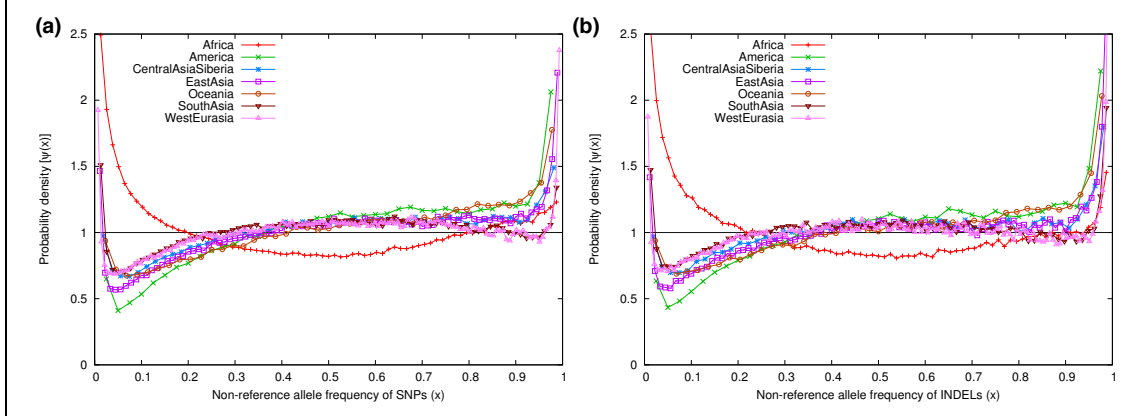 (a)
2.5
2
1.5
1
0.5
0
Probability density [ψ(x)]
Africa
America
CentralAsiaSiberia
EastAsia
Oceania
SouthAsia
WestEurasia
0 0.1 0.2 0.3 0.4 0.5 0.6 0.7 0.8 0.9 1
Non-reference allele frequency of SNPs (x)
(b)
2.5
2
1.5
1
0.5
0
Probability density [ψ(x)]
Africa
America
CentralAsiaSiberia
EastAsia
Oceania
SouthAsia
WestEurasia
0 0.1 0.2 0.3 0.4 0.5 0.6 0.7 0.8 0.9 1
Non-reference allele frequency of INDELs (x)